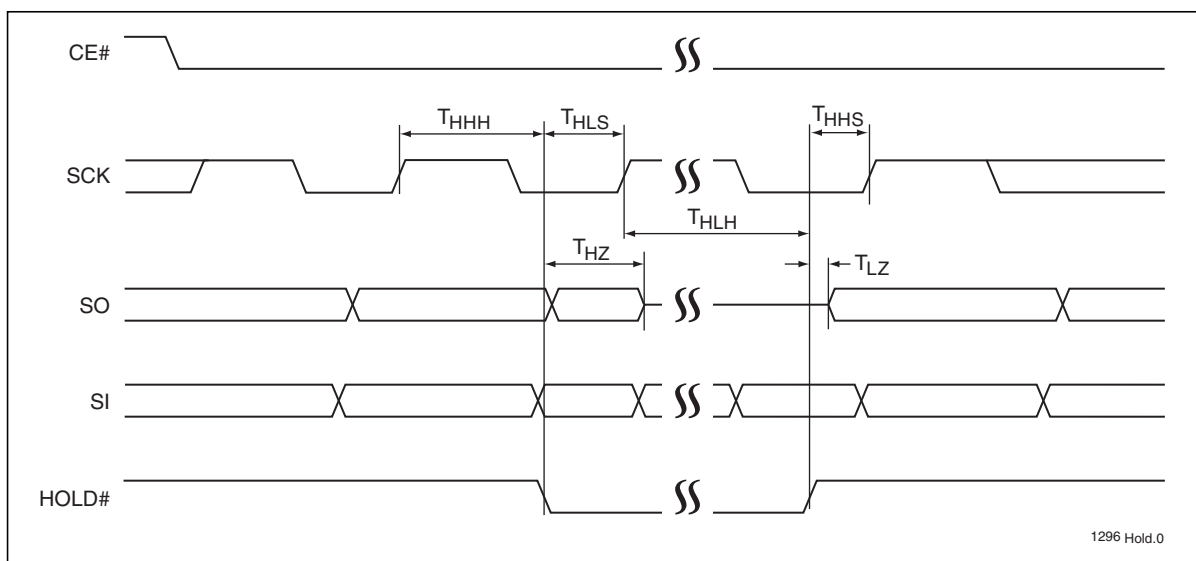 CE#
THHH
THLS
THHS
SCK
THLH
THZ
TLZ
SO
SI
HOLD#
1296 Hold.0